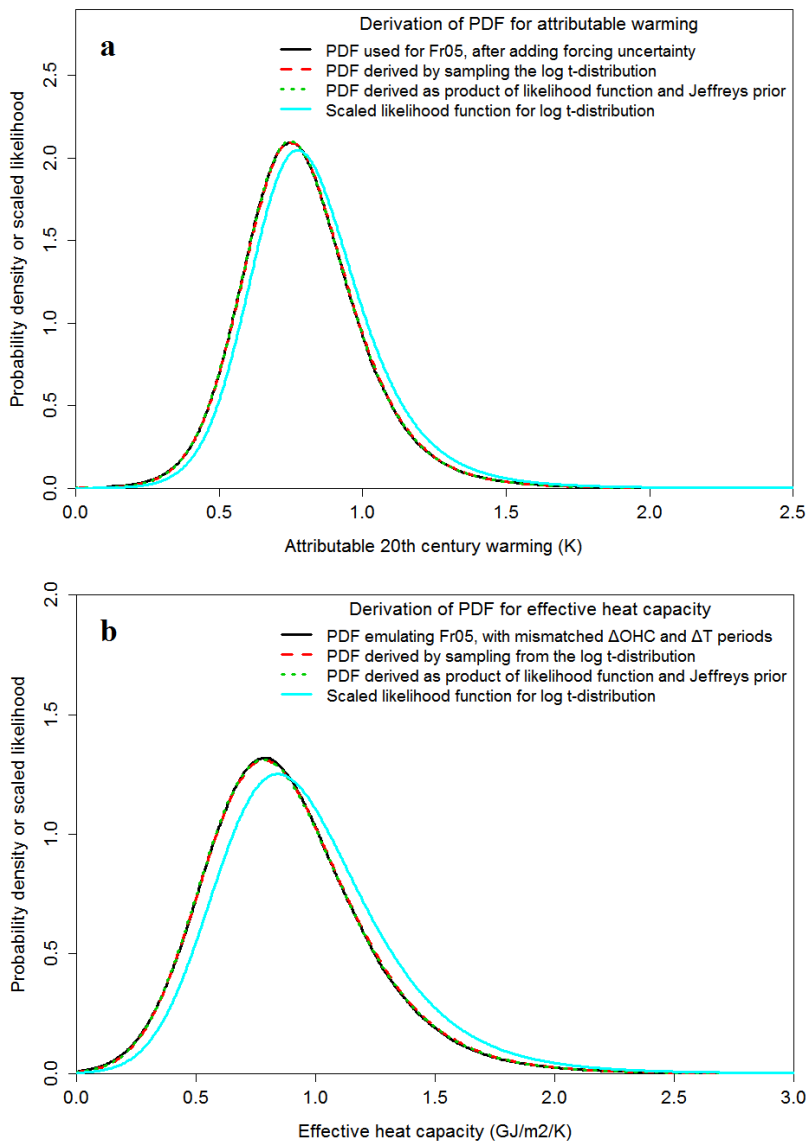 a
Derivation of PDF for attributable warming
PDF used for Fr05, after adding forcing uncertainty
PDF derived by sampling the log t-distribution
PDF derived as product of likelihood function and Jeffreys prior
Scaled likelihood function for log t-distribution
Probability density or scaled likelihood
2.5
2.0
1.5
1.0
0.5
0.0
0.0 0.5 1.0 1.5 2.0 2.5
Attributable 20th century warming (K)
b
Derivation of PDF for effective heat capacity
PDF emulating Fr05, with mismatched ΔOHC and ΔT periods
PDF derived by sampling from the log t-distribution
PDF derived as product of likelihood function and Jeffreys prior
Scaled likelihood function for log t-distribution
Probability density or scaled likelihood
2.0
1.5
1.0
0.5
0.0
0.0 0.5 1.0 1.5 2.0 2.5 3.0
Effective heat capacity (GJ/m2/K)